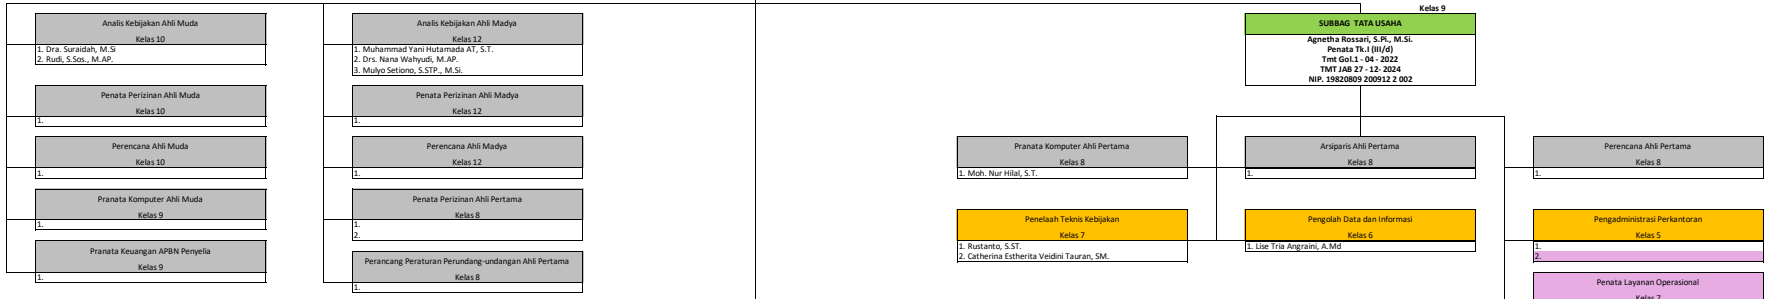 Analis Kebijakan Ahli Muda
Kelas 10
1. Dra. Suraidah, M.Si
2. Rudi, S.Sos., M.AP.
Penata Perizinan Ahli Muda
Kelas 10
1.
Perencana Ahli Muda
Kelas 10
1.
Pranata Komputer Ahli Muda
Kelas 9
1.
Pranata Keuangan APBN Penyelia
Kelas 9
1.
Analis Kebijakan Ahli Madya
Kelas 12
1. Muhammad Yani Hutamada AT, S.T.
2. Drs. Nana Wahyudi, M.AP.
3. Mulyo Setiono, S.STP., M.Si.
Penata Perizinan Ahli Madya
Kelas 12
1.
Perencana Ahli Madya
Kelas 12
1.
Penata Perizinan Ahli Pertama
Kelas 8
1.
2.
Perancang Peraturan Perundang-undangan Ahli Pertama
Kelas 8
1.
Kelas 9
SUBBAG TATA USAHA
Agnetha Rossari, S.Pi., M.Si.
Penata Tk.I (III/d)
Tmt Gol.1 - 04 - 2022
TMT JAB 27 - 12- 2024
NIP. 19820809 200912 2 002
Pranata Komputer Ahli Pertama
Kelas 8
1. Moh. Nur Hilal, S.T.
Arsiparis Ahli Pertama
Kelas 8
1.
Perencana Ahli Pertama
Kelas 8
1.
Penelaah Teknis Kebijakan
Kelas 7
1. Rustanto, S.ST.
2. Catherina Estherita Veidini Tauran, SM.
Pengolah Data dan Informasi
Kelas 6
1. Lise Tria Angraini, A.Md
Pengadministrasi Perkantoran
Kelas 5
1.
2.
Penata Layanan Operasional
Kelas 7